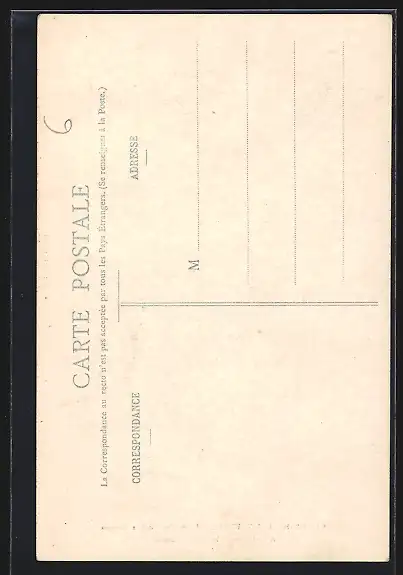 6
CARTE POSTALE
La Correspondance au recto n'est pas acceptée par tous les Pays Étrangers. (Se renseigner à la Poste.)
CORRESPONDANCE
ADRESSE
M